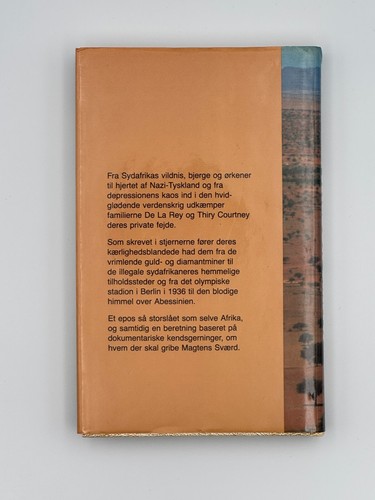 Fra Sydafrikas vildnis, bjerge og ørkener
til hjertet af Nazi-Tyskland og fra
depressionens kaos ind i den hvid-
glødende verdenskrig udkæmper
familierne De La Rey og Thiry Courtney
deres private fejde.
Som skrevet i stjernerne fører deres
kærlighedsblandede had dem fra de
vrimlende guld- og diamantminer til
de illegale sydafrikaneres hemmelige
tilholdssteder og fra det olympiske
stadion i Berlin i 1936 til den blodige
himmel over Abessinien.
Et epos så storslået som selve Afrika,
og samtidig en beretning baseret på
dokumentariske kendsgerninger, om
hvem der skal gribe Magtens Sværd.